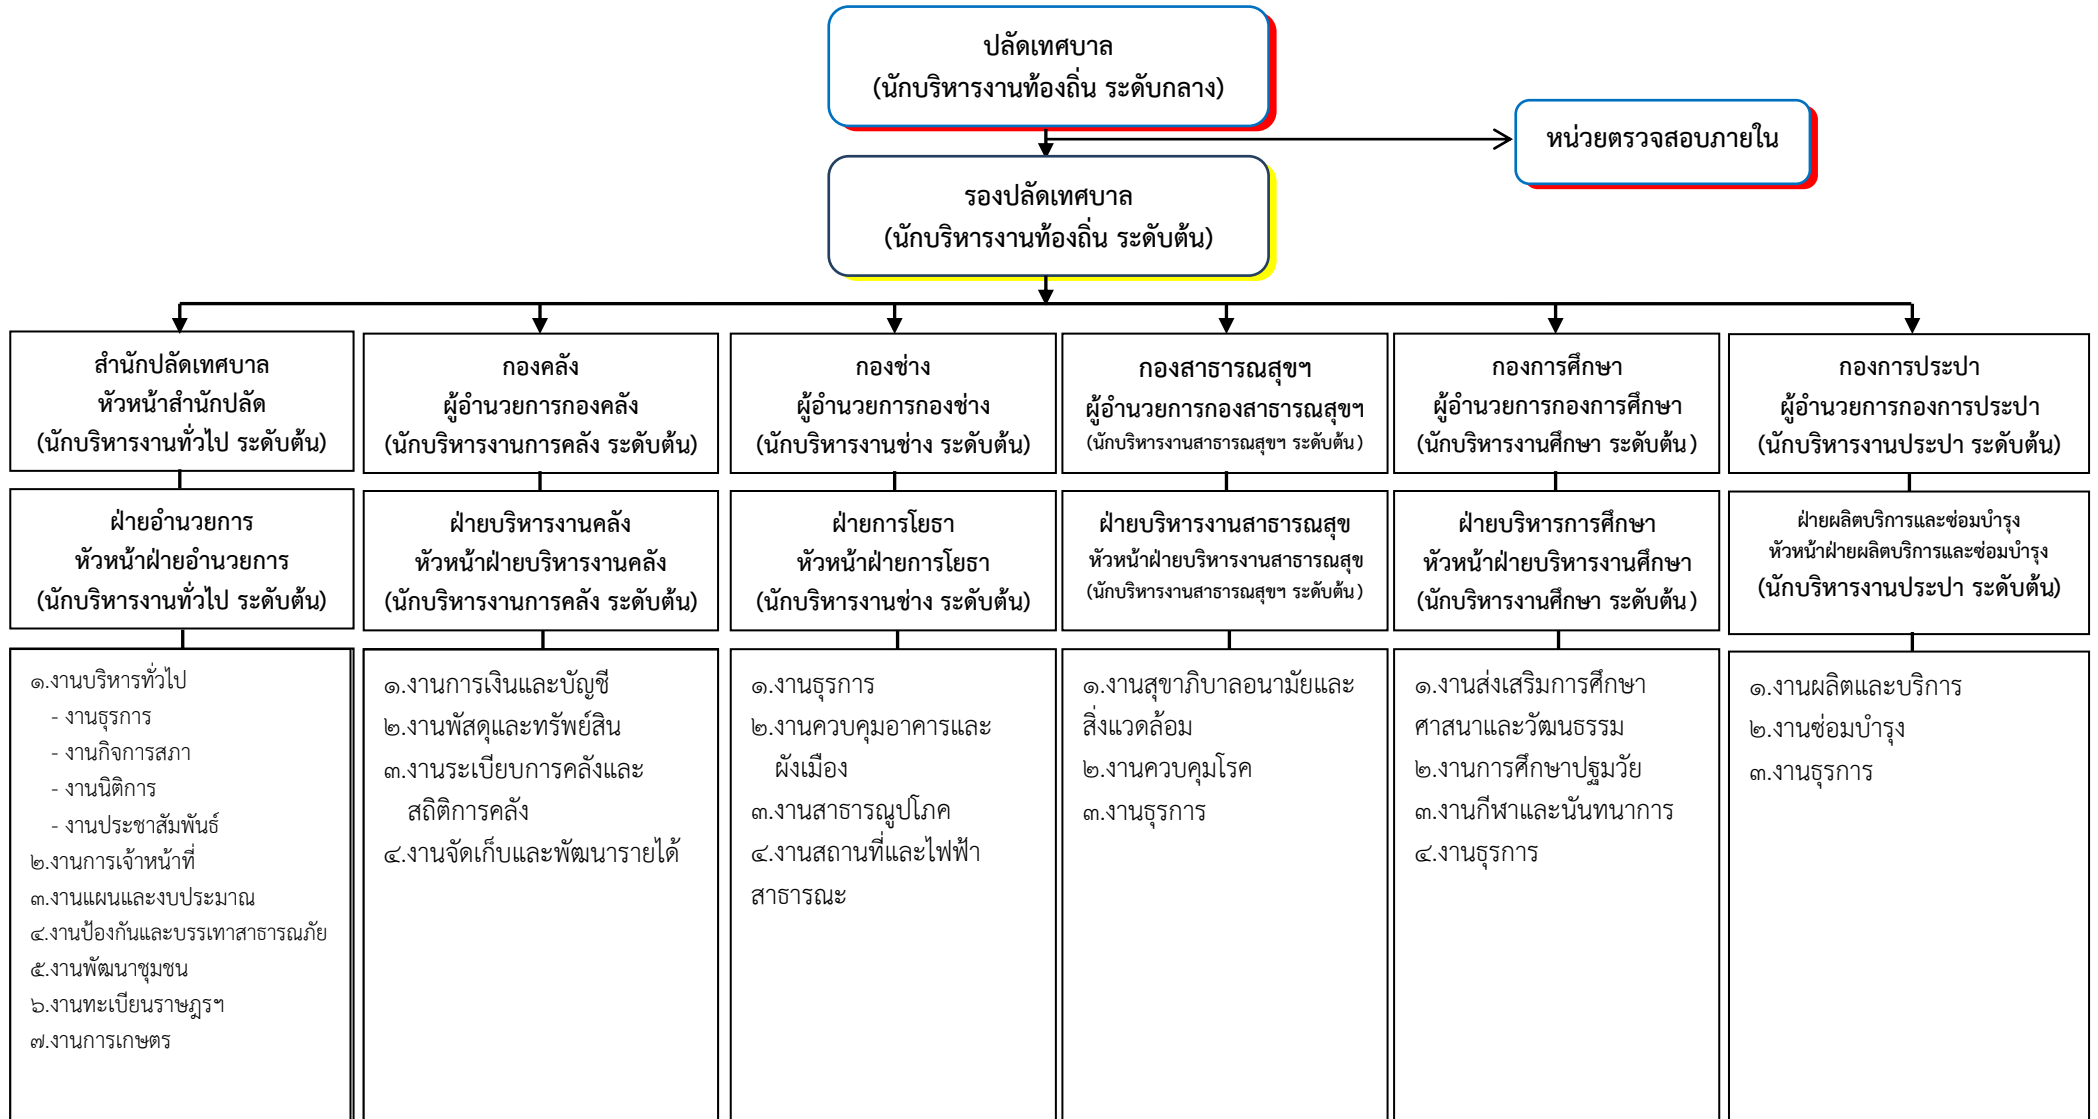 ปลัดเทศบาล
(นักบริหารงานท้องถิ่น ระดับกลาง)
หน่วยตรวจสอบภายใน
รองปลัดเทศบาล
(นักบริหารงานท้องถิ่น ระดับต้น)
สำนักปลัดเทศบาล
หัวหน้าสำนักปลัด
(นักบริหารงานทั่วไป ระดับต้น)
กองคลัง
ผู้อำนวยการกองคลัง
(นักบริหารงานการคลัง ระดับต้น)
กองช่าง
ผู้อำนวยการกองช่าง
(นักบริหารงานช่าง ระดับต้น)
กองสาธารณสุขฯ
ผู้อำนวยการกองสาธารณสุขฯ
(นักบริหารงานสาธารณสุขฯ ระดับต้น)
กองการศึกษา
ผู้อำนวยการกองการศึกษา
(นักบริหารงานศึกษา ระดับต้น)
กองการประปา
ผู้อำนวยการกองการประปา
(นักบริหารงานประปา ระดับต้น)
ฝ่ายอำนวยการ
หัวหน้าฝ่ายอำนวยการ
(นักบริหารงานทั่วไป ระดับต้น)
ฝ่ายบริหารงานคลัง
หัวหน้าฝ่ายบริหารงานคลัง
(นักบริหารงานการคลัง ระดับต้น)
ฝ่ายการโยธา
หัวหน้าฝ่ายการโยธา
(นักบริหารงานช่าง ระดับต้น)
ฝ่ายบริหารงานสาธารณสุข
หัวหน้าฝ่ายบริหารงานสาธารณสุข
(นักบริหารงานสาธารณสุขฯ ระดับต้น)
ฝ่ายบริหารการศึกษา
หัวหน้าฝ่ายบริหารงานศึกษา
(นักบริหารงานศึกษา ระดับต้น)
ฝ่ายผลิตบริการและซ่อมบำรุง
หัวหน้าฝ่ายผลิตบริการและซ่อมบำรุง
(นักบริหารงานประปา ระดับต้น)
๑.งานบริหารทั่วไป
- งานธุรการ
- งานกิจการสภา
- งานนิติการ
- งานประชาสัมพันธ์
๒.งานการเจ้าหน้าที่
๓.งานแผนและงบประมาณ
๔.งานป้องกันและบรรเทาสาธารณภัย
๕.งานพัฒนาชุมชน
๖.งานทะเบียนราษฎรฯ
๗.งานการเกษตร
๑.งานการเงินและบัญชี
๒.งานพัสดุและทรัพย์สิน
๓.งานระเบียบการคลังและ
สถิติการคลัง
๔.งานจัดเก็บและพัฒนารายได้
๑.งานธุรการ
๒.งานควบคุมอาคารและ
ผังเมือง
๓.งานสาธารณูปโภค
๔.งานสถานที่และไฟฟ้า
สาธารณะ
๑.งานสุขาภิบาลอนามัยและ
สิ่งแวดล้อม
๒.งานควบคุมโรค
๓.งานธุรการ
๑.งานส่งเสริมการศึกษา
ศาสนาและวัฒนธรรม
๒.งานการศึกษาปฐมวัย
๓.งานกีฬาและนันทนาการ
๔.งานธุรการ
๑.งานผลิตและบริการ
๒.งานซ่อมบำรุง
๓.งานธุรการ